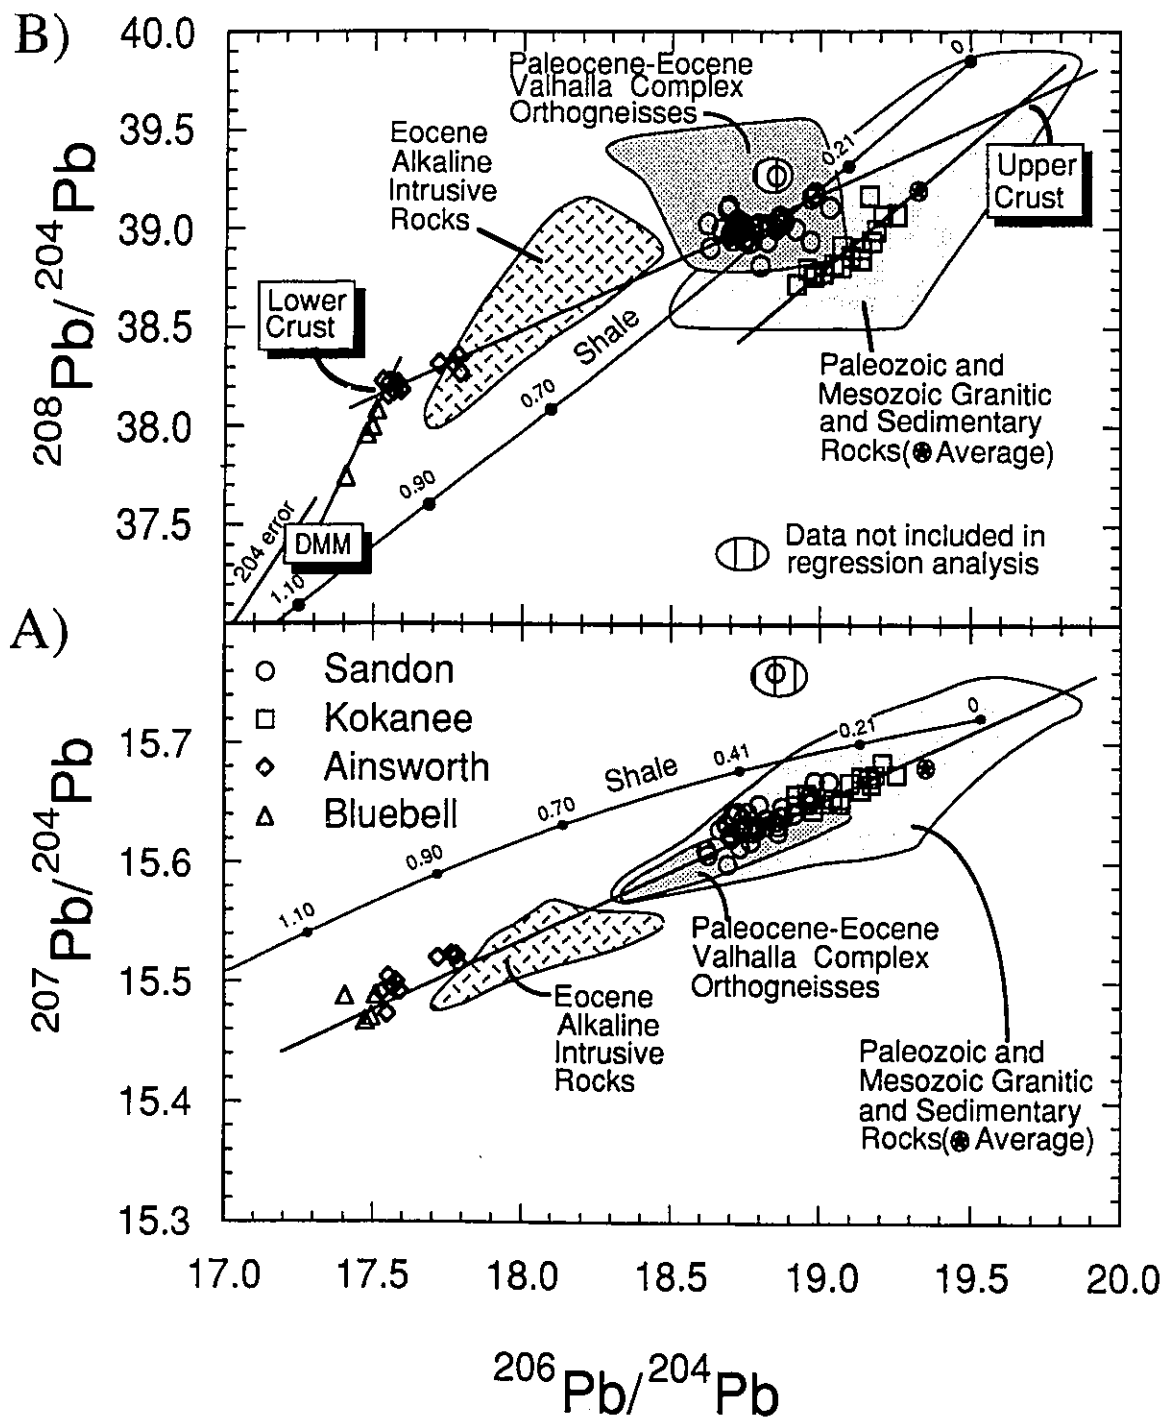 B)
40.0
39.5
39.0
38.5
38.0
37.5
208Pb/204Pb
Paleocene-Eocene
Valhalla Complex
Orthogneisses
Eocene
Alkaline
Intrusive
Rocks
Lower
Crust
Upper
Crust
0
0.21
Shale
0.70
0.90
1.10
204 error
DMM
Paleozoic and
Mesozoic Granitic
and Sedimentary
Rocks(⊛Average)
Data not included in
regression analysis
A)
Sandon
Kokanee
Ainsworth
Bluebell
15.7
15.6
15.5
15.4
15.3
207Pb/204Pb
0
0.21
0.41
Shale
0.70
0.90
1.10
Paleocene-Eocene
Valhalla Complex
Orthogneisses
Eocene
Alkaline
Intrusive
Rocks
Paleozoic and
Mesozoic Granitic
and Sedimentary
Rocks(⊛Average)
17.0 17.5 18.0 18.5 19.0 19.5 20.0
206Pb/204Pb